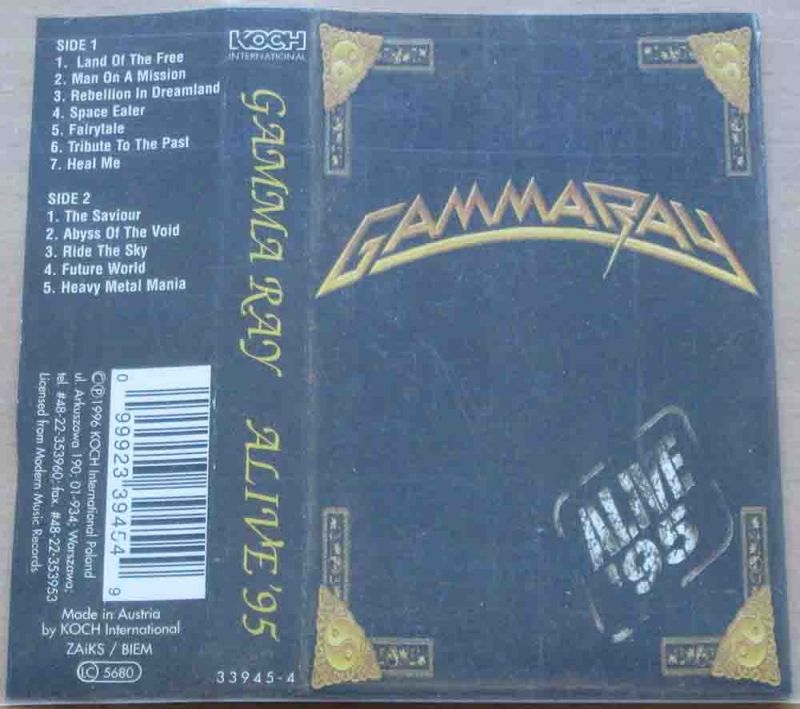 SIDE 1
1. Land Of The Free
2. Man On A Mission
3. Rebellion In Dreamland
4. Space Eater
5. Fairytale
6. Tribute To The Past
7. Heal Me
SIDE 2
1. The Saviour
2. Abyss Of The Void
3. Ride The Sky
4. Future World
5. Heavy Metal Mania
©℗1996 KOCH International Poland
ul. Arkuszowa 190; 01-934; Warszawa;
tel. #48-22-353960; fax. #48-22-353953
Licensed from Modern Music Records
0 99923 39454 9
Made in Austria
by KOCH International
ZAiKS / BIEM
LC 5680
KOCH
INTERNATIONAL
GAMMA RAY ALIVE'95
33945-4
GAMMARAY
ALIVE
'95